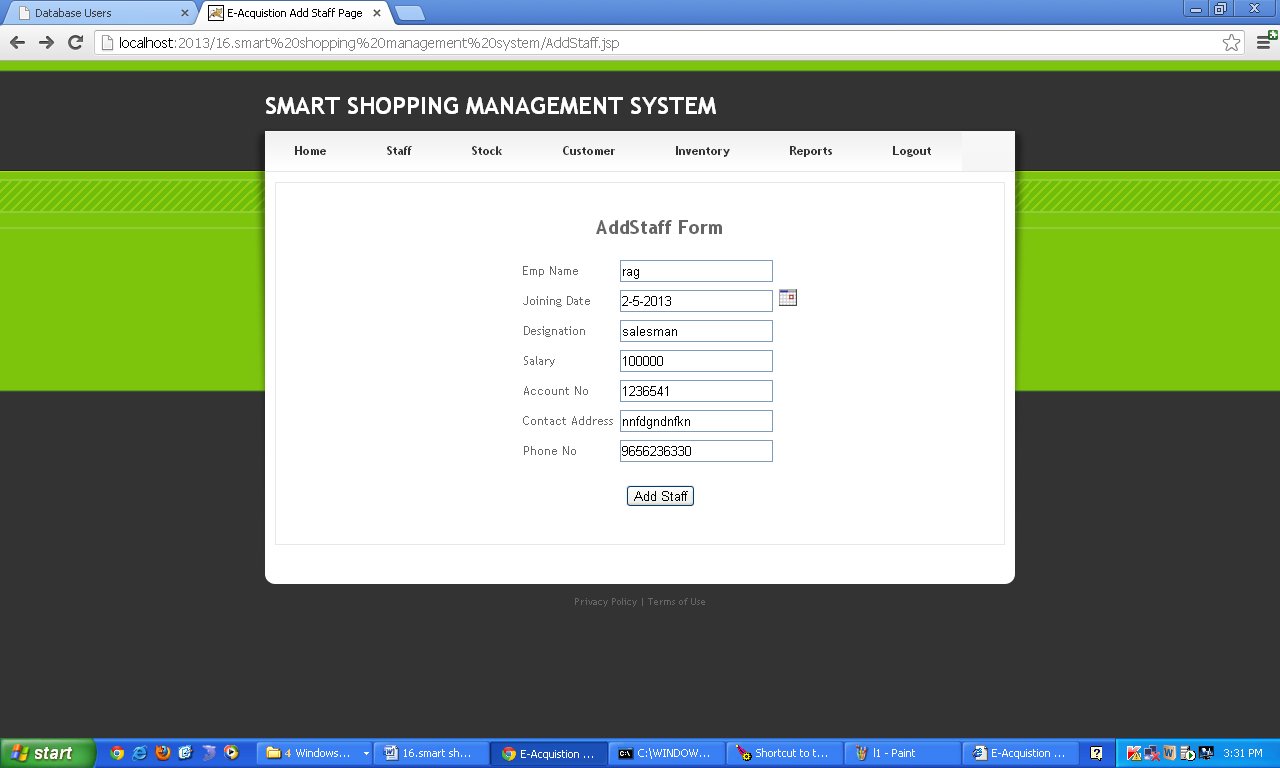 Database Users
E-Acquistion Add Staff Page
localhost:2013/16.smart%20shopping%20management%20system/AddStaff.jsp
SMART SHOPPING MANAGEMENT SYSTEM
Home Staff Stock Customer Inventory Reports Logout
AddStaff Form
Emp Name rag
Joining Date 2-5-2013
Designation salesman
Salary 100000
Account No 1236541
Contact Address nnfdgndnfkn
Phone No 9656236330
Add Staff
Privacy Policy | Terms of Use
start 4 Windows... 16.smart sh... E-Acquistion ... C:\WINDOW... Shortcut to t... l1 - Paint E-Acquistion ... 3:31 PM